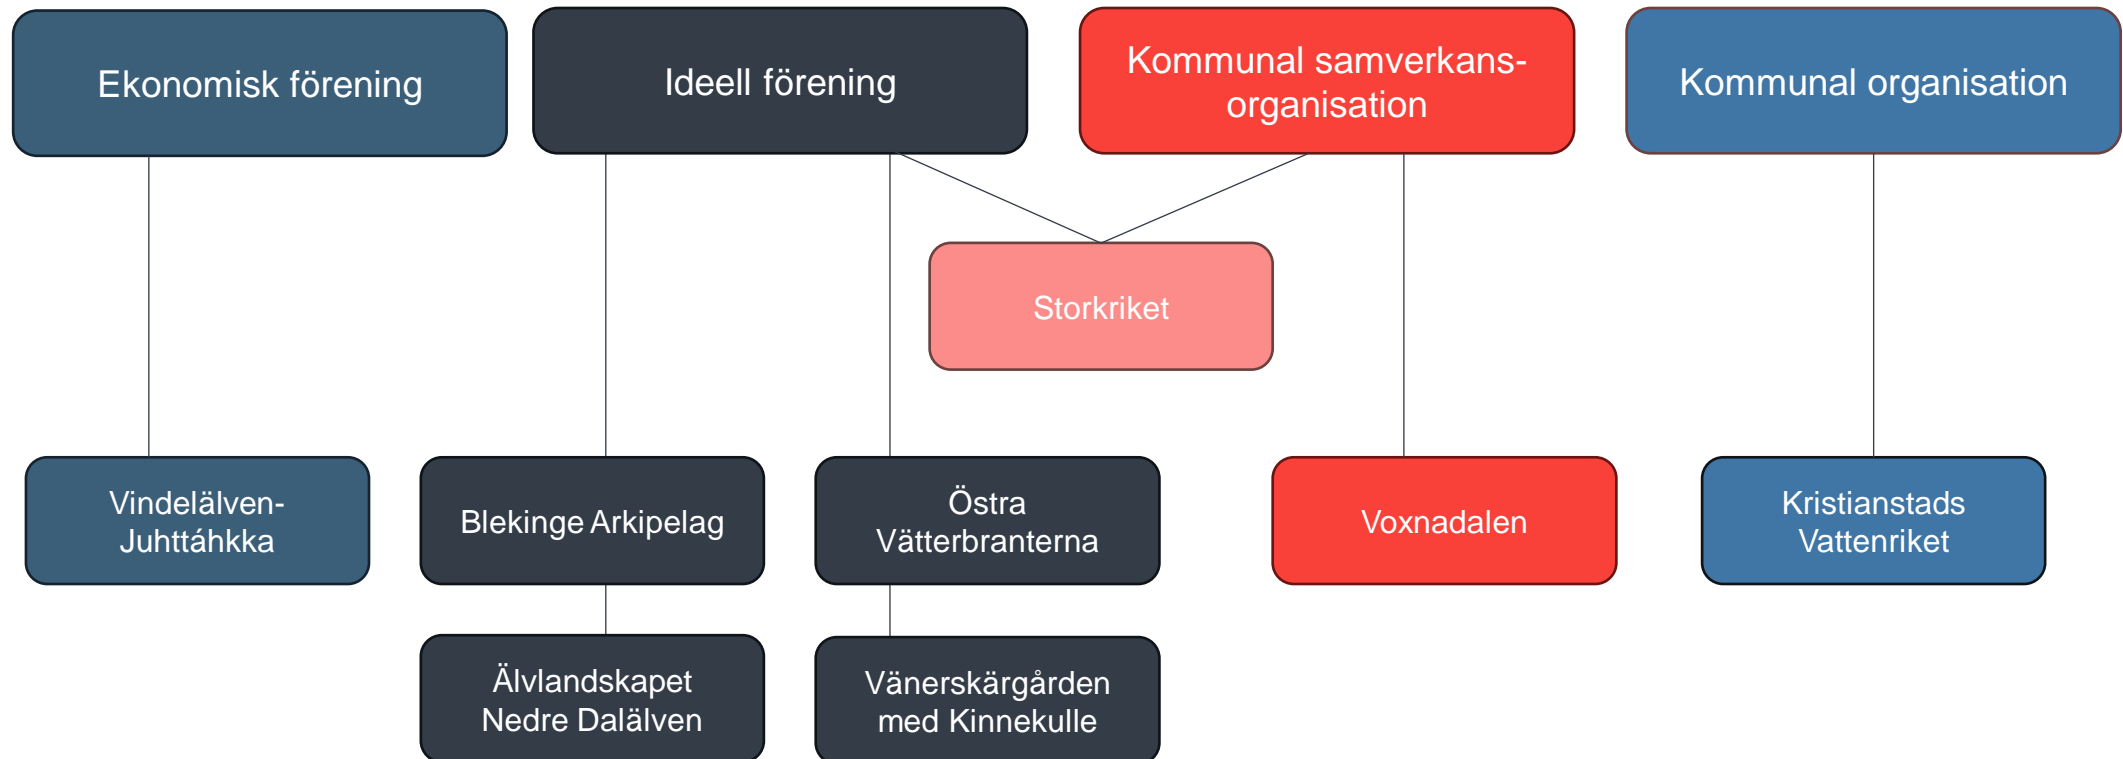 Ekonomisk förening
Ideell förening
Kommunal samverkans-
organisation
Kommunal organisation
Storkriket
Vindelälven-
Juhttáhkka
Blekinge Arkipelag
Östra
Vätterbranterna
Voxnadalen
Kristianstads
Vattenriket
Älvlandskapet
Nedre Dalälven
Vänerskärgården
med Kinnekulle